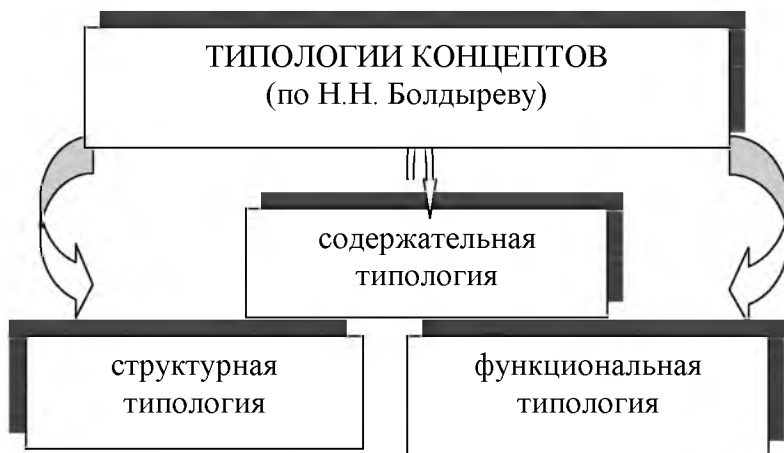 ТИПОЛОГИИ КОНЦЕПТОВ
(по Н.Н. Болдыреву)
содержательная
типология
структурная
типология
функциональная
типология